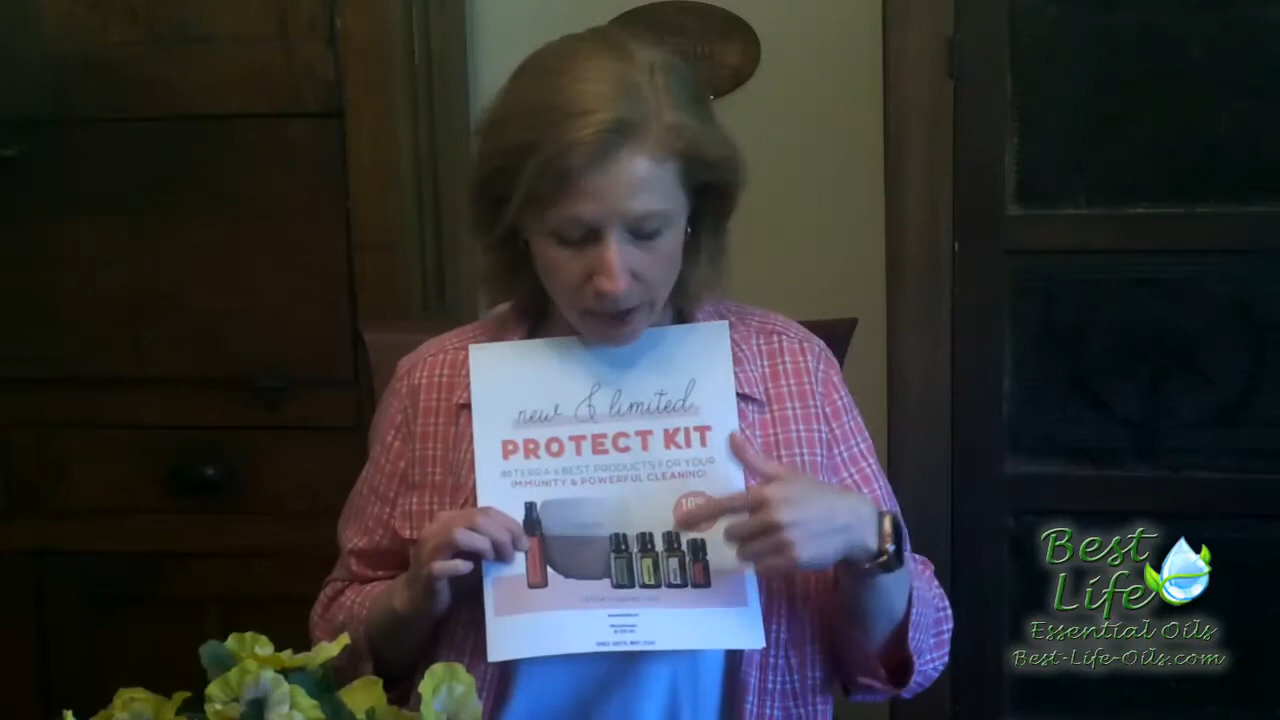 new & limited
PROTECT KIT
dōTERRA'S BEST PRODUCTS FOR YOUR
IMMUNITY & POWERFUL CLEANING!
10%
Best
Life
Essential Oils
Best-Life-Oils.com